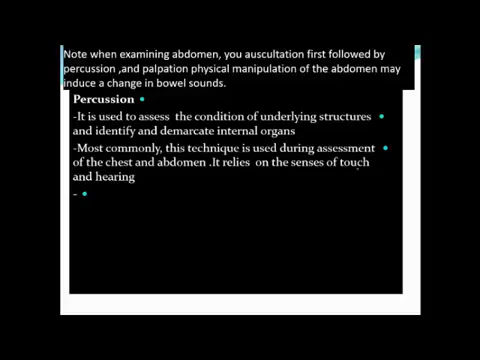 Note when examining abdomen, you auscultation first followed by
percussion ,and palpation physical manipulation of the abdomen may
induce a change in bowel sounds.
Percussion •
-It is used to assess the condition of underlying structures •
and identify and demarcate internal organs
-Most commonly, this technique is used during assessment •
of the chest and abdomen .It relies on the senses of touch
and hearing
- •